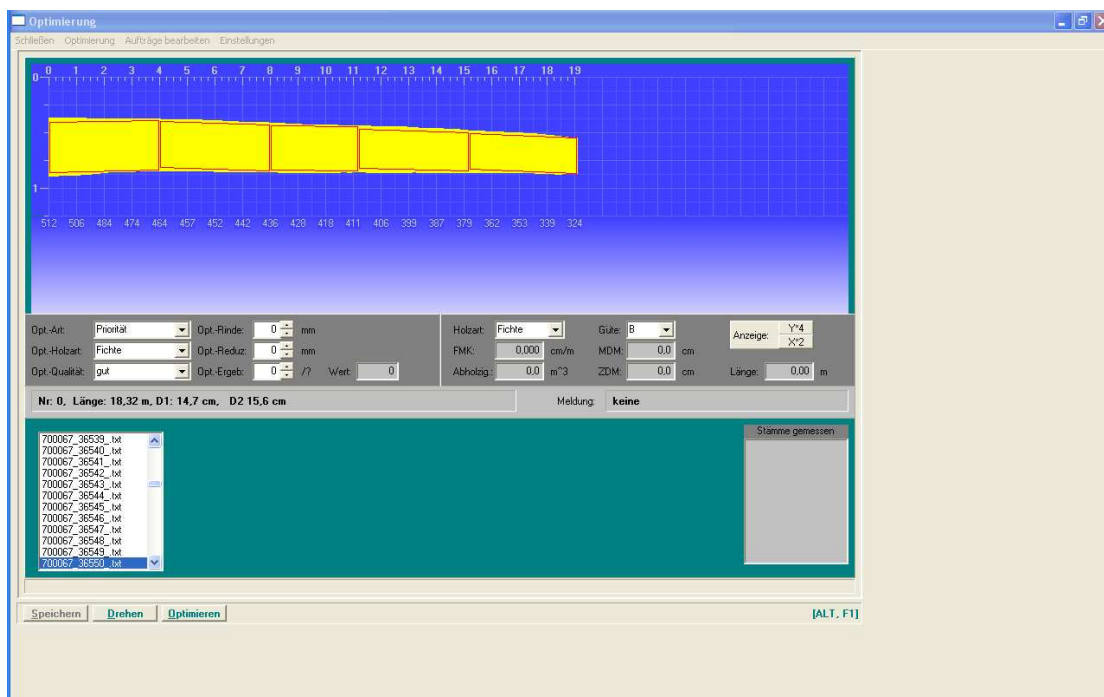 Optimierung
Schließen Optimierung Aufträge bearbeiten Einstellungen
0 1 2 3 4 5 6 7 8 9 10 11 12 13 14 15 16 17 18 19
0
1
512 506 484 474 464 457 452 442 436 428 418 411 406 399 387 379 362 353 339 324
Opt.-Art: Priorität Opt.-Rinde: 0 mm Holzart: Fichte Güte: B Anzeige: Y*4
X*2
Opt.-Holzart: Fichte Opt.-Reduz: 0 mm FMK: 0,000 cm/m MDM: 0,0 cm
Opt.-Qualität: gut Opt.-Ergeb: 0 /? Wert: 0 Abholzig.: 0,0 m^3 ZDM: 0,0 cm Länge: 0,00 m
Nr: 0, Länge: 18,32 m, D1: 14,7 cm, D2 15,6 cm Meldung: keine
Stämme gemessen
700067_36539_.txt
700067_36540_.txt
700067_36541_.txt
700067_36542_.txt
700067_36543_.txt
700067_36544_.txt
700067_36545_.txt
700067_36546_.txt
700067_36547_.txt
700067_36548_.txt
700067_36549_.txt
700067_36550_.txt
Speichern Drehen Optimieren [ALT, F1]